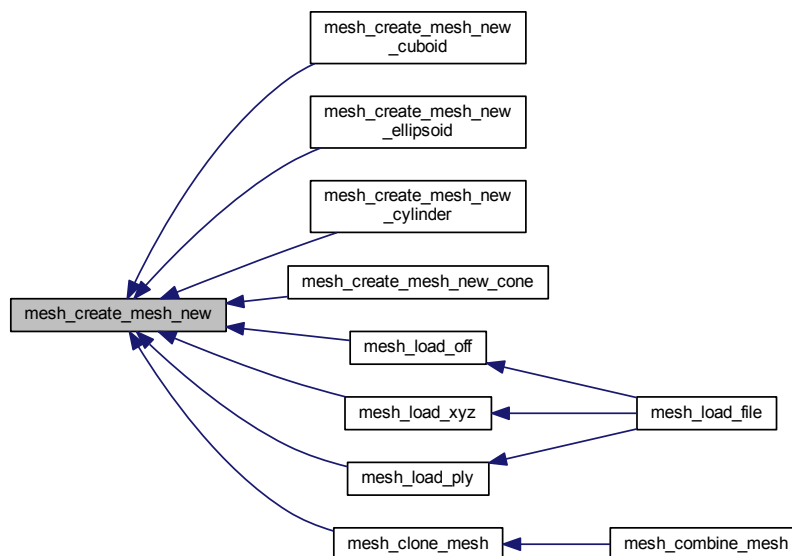 mesh_create_mesh_new
_cuboid
mesh_create_mesh_new
_ellipsoid
mesh_create_mesh_new
_cylinder
mesh_create_mesh_new_cone
mesh_create_mesh_new
mesh_load_off
mesh_load_xyz
mesh_load_file
mesh_load_ply
mesh_clone_mesh
mesh_combine_mesh